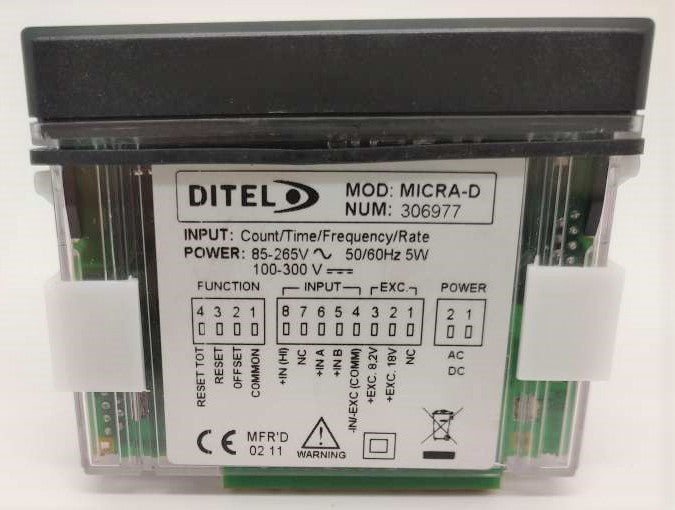 DITEL
MOD: MICRA-D
NUM: 306977
INPUT: Count/Time/Frequency/Rate
POWER: 85-265V ~ 50/60Hz 5W
100-300 V ⎓
FUNCTION
INPUT
EXC.
POWER
4 3 2 1
8 7 6 5 4 3 2 1
2 1
RESET TOT
RESET
OFFSET
COMMON
+IN (HI)
NC
+IN A
+IN B
-IN/-EXC (COMM)
+EXC. 8,2V
+EXC. 18V
NC
AC
DC
CE
MFR'D
02 11
WARNING